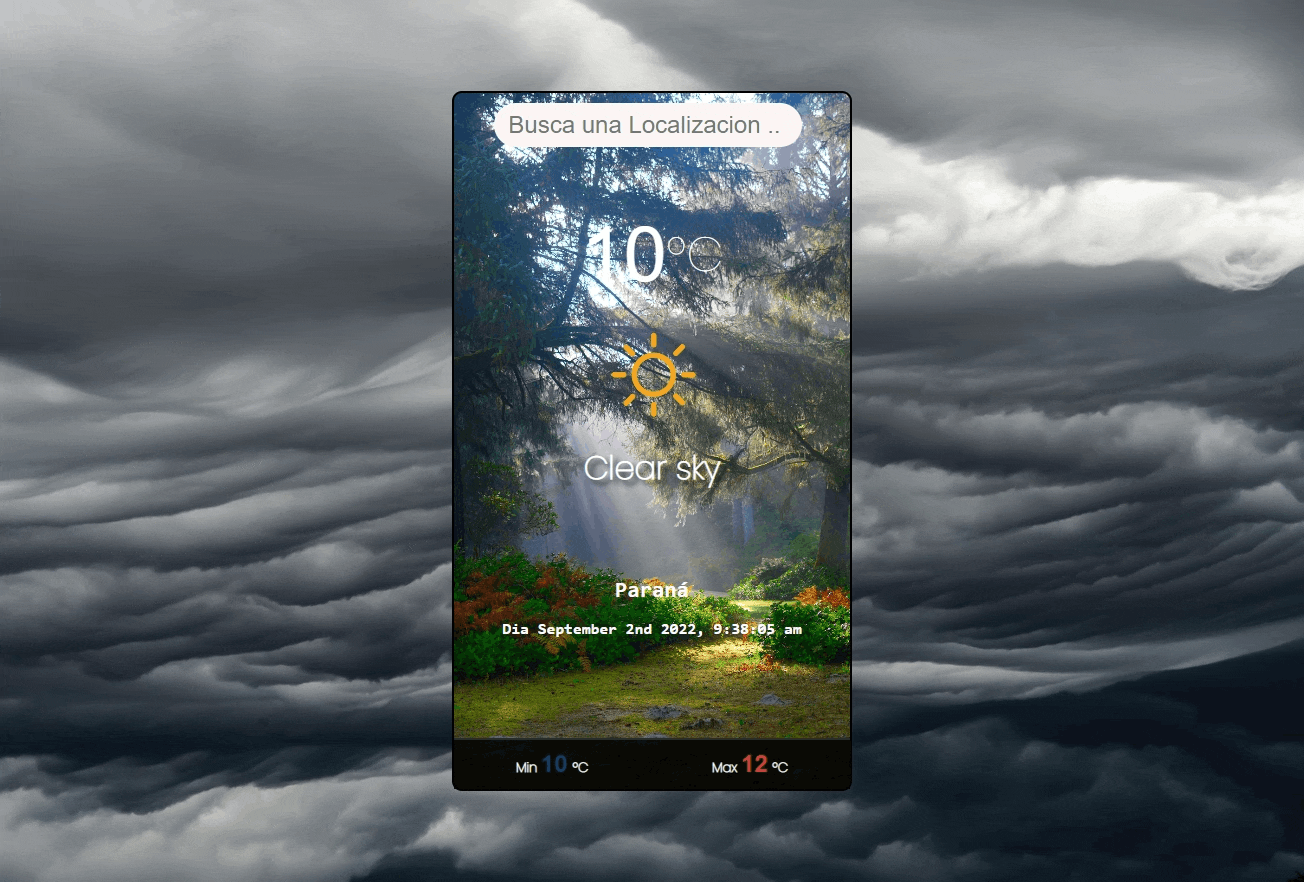 Busca una Localizacion ..
10°C
Clear sky
Paraná
Dia September 2nd 2022, 9:38:05 am
Min 10 °C Max 12 °C